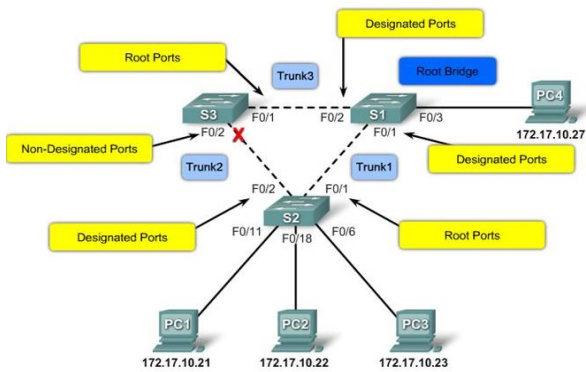 Designated Ports
Root Ports
Trunk3
Root Bridge
PC4
S3
F0/1
F0/2
S1
F0/3
172.17.10.27
F0/2
F0/1
Non-Designated Ports
Designated Ports
Trunk2
Trunk1
F0/2
F0/1
Designated Ports
S2
Root Ports
F0/11
F0/18
F0/6
PC1
PC2
PC3
172.17.10.21
172.17.10.22
172.17.10.23